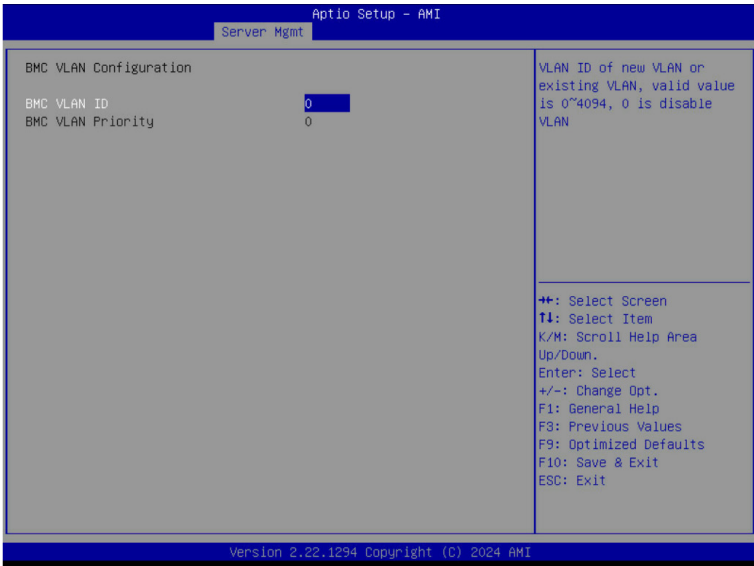 Aptio Setup – AMI
Server Mgmt
BMC VLAN Configuration
BMC VLAN ID 0
BMC VLAN Priority 0
VLAN ID of new VLAN or
existing VLAN, valid value
is 0~4094, 0 is disable
VLAN
→←: Select Screen
↑↓: Select Item
K/M: Scroll Help Area
Up/Down.
Enter: Select
+/-: Change Opt.
F1: General Help
F3: Previous Values
F9: Optimized Defaults
F10: Save & Exit
ESC: Exit
Version 2.22.1294 Copyright (C) 2024 AMI